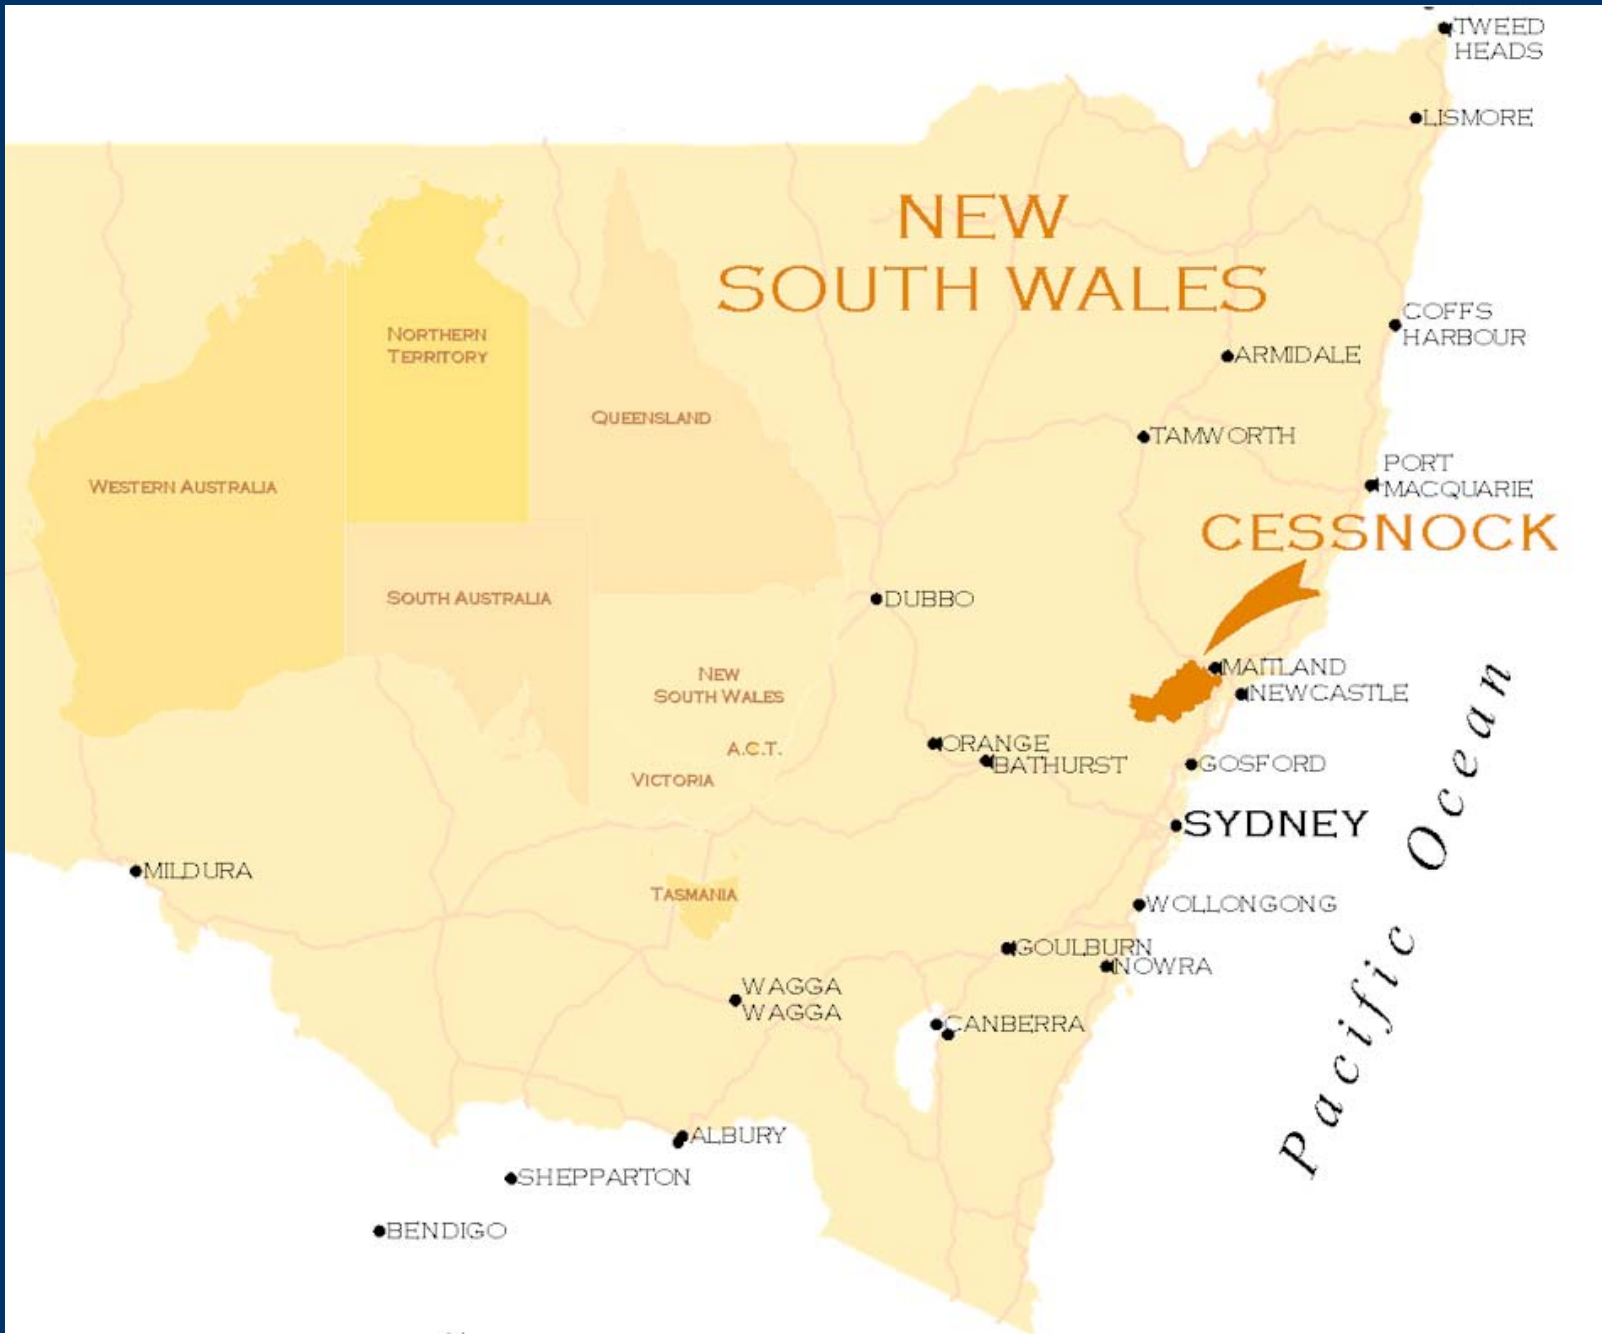 TWEED
HEADS
LISMORE
NEW
SOUTH WALES
COFFS
HARBOUR
NORTHERN
TERRITORY
ARMIDALE
QUEENSLAND
TAMWORTH
PORT
MACQUARIE
WESTERN AUSTRALIA
CESSNOCK
SOUTH AUSTRALIA
DUBBO
MAITLAND
NEW
SOUTH WALES
NEWCASTLE
A.C.T.
ORANGE
BATHURST
GOSFORD
VICTORIA
SYDNEY
Pacific Ocean
MILDURA
TASMANIA
WOLLONGONG
GOULBURN
NOWRA
WAGGA
WAGGA
CANBERRA
ALBURY
SHEPPARTON
BENDIGO